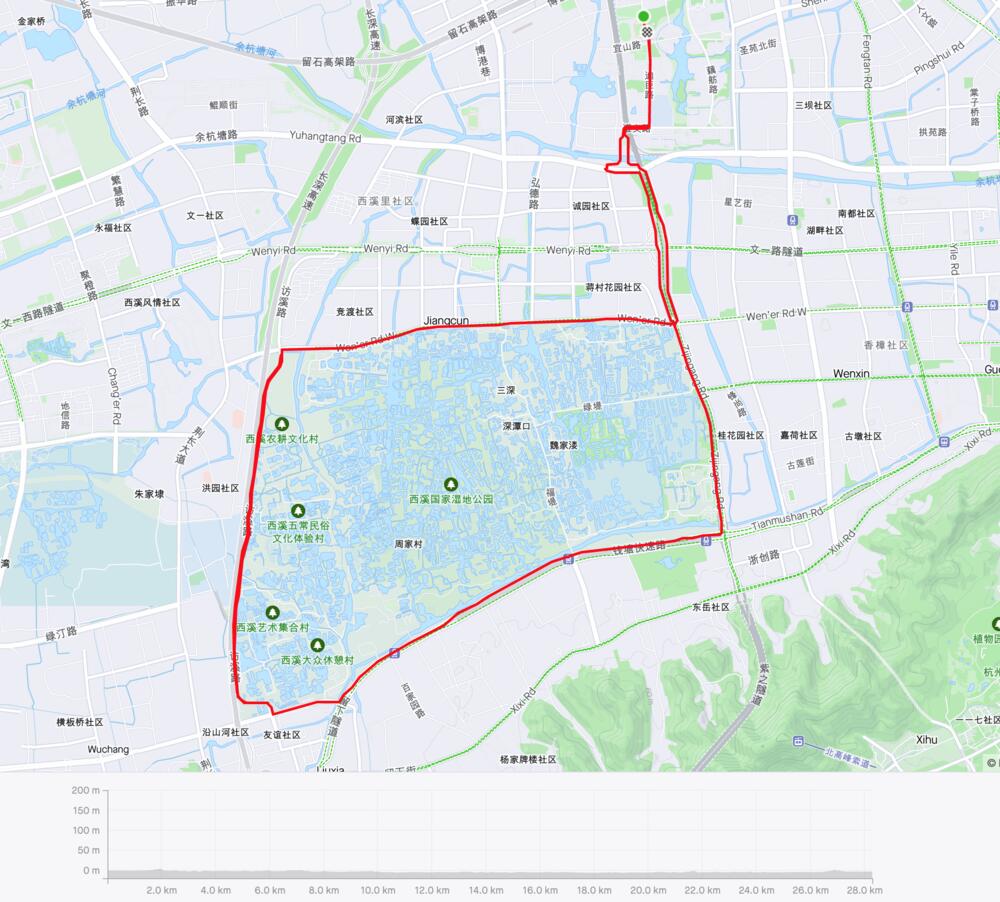 金家桥
振华路
留石高架路
博港巷
余杭塘河
留石高架路
长深高速
宜山路
圣苑北街
人文路
Pingshui Rd
Fengtan Rd
余杭塘河
荆长路
鲲顺街
河滨社区
藕舫路
三坝社区
棠子桥路
拱苑路
余杭塘路
Yuhangtang Rd
长深高速
繁慧路
西溪里社区
弘德路
诚园社区
星艺街
南都社区
文一社区
蝶园社区
永福社区
湖畔社区
Wenyi Rd
Wenyi Rd
Wenyi Rd
文一路隧道
Yile Rd
聚橙路
访溪路
蒋村花园社区
西溪风情社区
竞渡社区
文一西路隧道
Jiangcun
Wen'er Rd
Wen'er Rd W
Wen'er Rd W
香樟社区
Zijingang Rd
Wenxin
Chang'er Rd
地信路
三深
绿堤
深潭口
西溪农耕文化村
荆长大道
魏家溇
桂花园社区
嘉荷社区
古墩社区
Xixi Rd
古莲街
洪园社区
朱家埭
西溪国家湿地公园
福堤
Zijingang Rd
西溪五常民俗
文化体验村
Tianmushan Rd
周家村
湾
浙创路
Xixi Rd
东岳社区
西溪艺术集合村
绿汀路
植物园
西溪大众休憩村
杭州
紫之隧道
百家园路
Xixi Rd
横板桥社区
沿山河社区
友谊社区
一一七社区
Wuchang
Xihu
北高峰索道
杨家牌楼社区
Liuxia
200 m
150 m
100 m
50 m
0 m
2.0 km
4.0 km
6.0 km
8.0 km
10.0 km
12.0 km
14.0 km
16.0 km
18.0 km
20.0 km
22.0 km
24.0 km
26.0 km
28.0 km